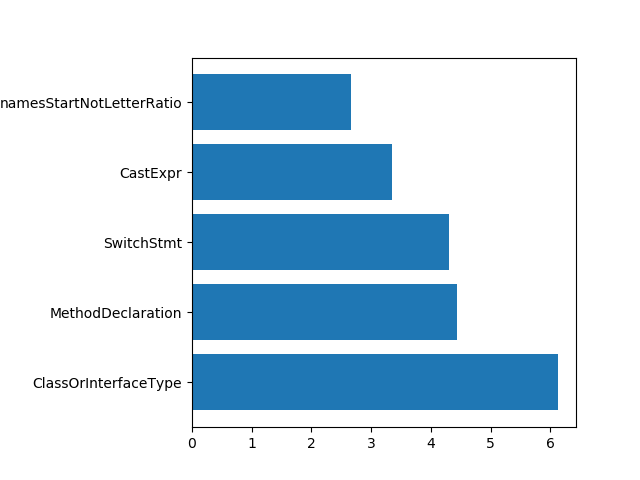 namesStartNotLetterRatio
CastExpr
SwitchStmt
MethodDeclaration
ClassOrInterfaceType
0 1 2 3 4 5 6